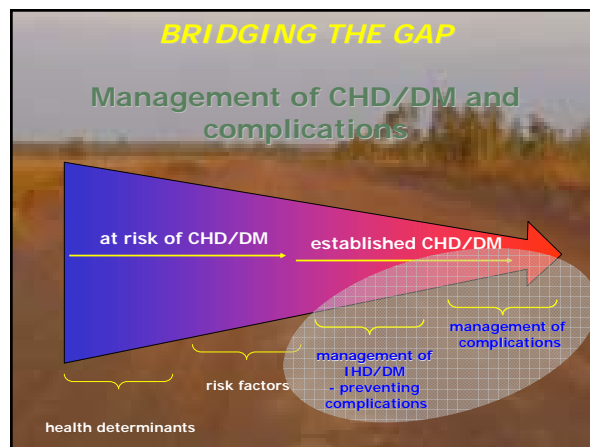 BRIDGING THE GAP
Management of CHD/DM and
complications
at risk of CHD/DM
established CHD/DM
management of
complications
management of
IHD/DM
- preventing
complications
risk factors
health determinants